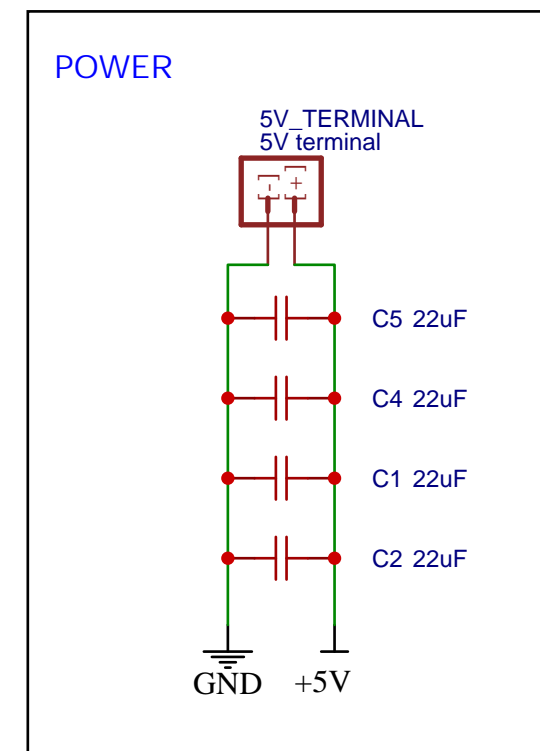 POWER
5V_TERMINAL
5V terminal
- +
C5 22uF
C4 22uF
C1 22uF
C2 22uF
GND +5V